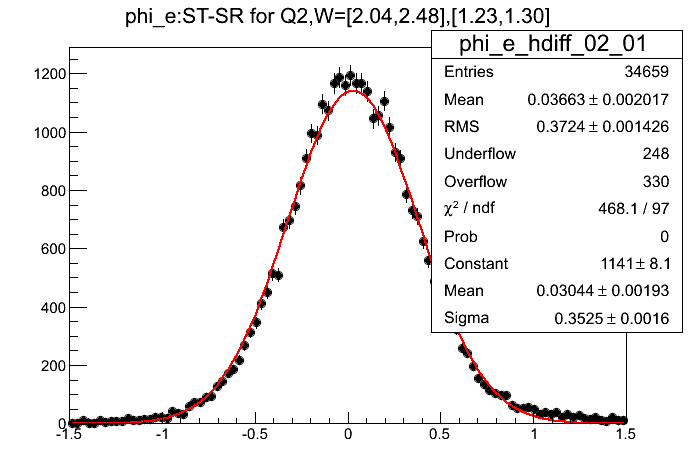 phi_e:ST-SR for Q2,W=[2.04,2.48],[1.23,1.30]
phi_e_hdiff_02_01
Entries 34659
Mean 0.03663 ± 0.002017
RMS 0.3724 ± 0.001426
Underflow 248
Overflow 330
χ² / ndf 468.1 / 97
Prob 0
Constant 1141 ± 8.1
Mean 0.03044 ± 0.00193
Sigma 0.3525 ± 0.0016
1200
1000
800
600
400
200
0
-1.5 -1 -0.5 0 0.5 1 1.5